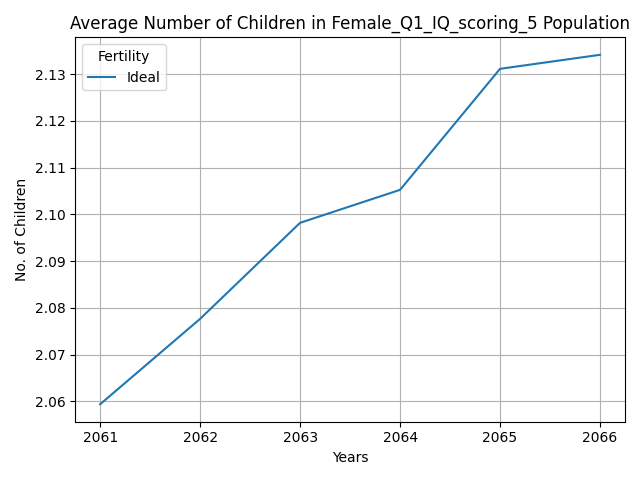 Average Number of Children in Female_Q1_IQ_scoring_5 Population
Fertility
Ideal
No. of Children
2.13
2.12
2.11
2.10
2.09
2.08
2.07
2.06
2061 2062 2063 2064 2065 2066
Years